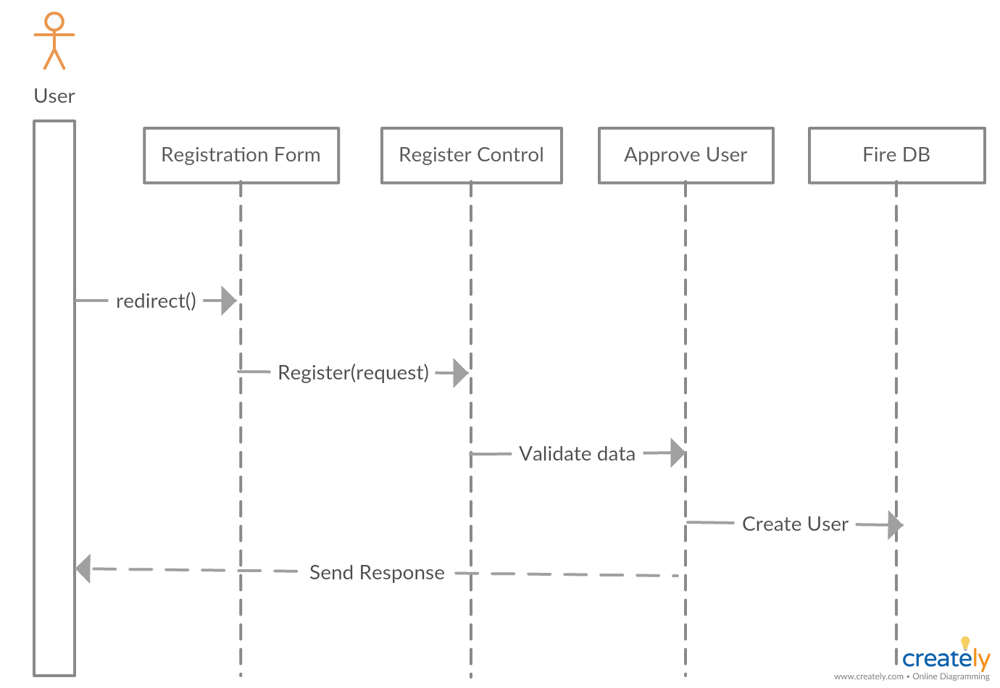 User
Registration Form
Register Control
Approve User
Fire DB
redirect()
Register(request)
Validate data
Create User
Send Response
creately
www.creately.com • Online Diagramming